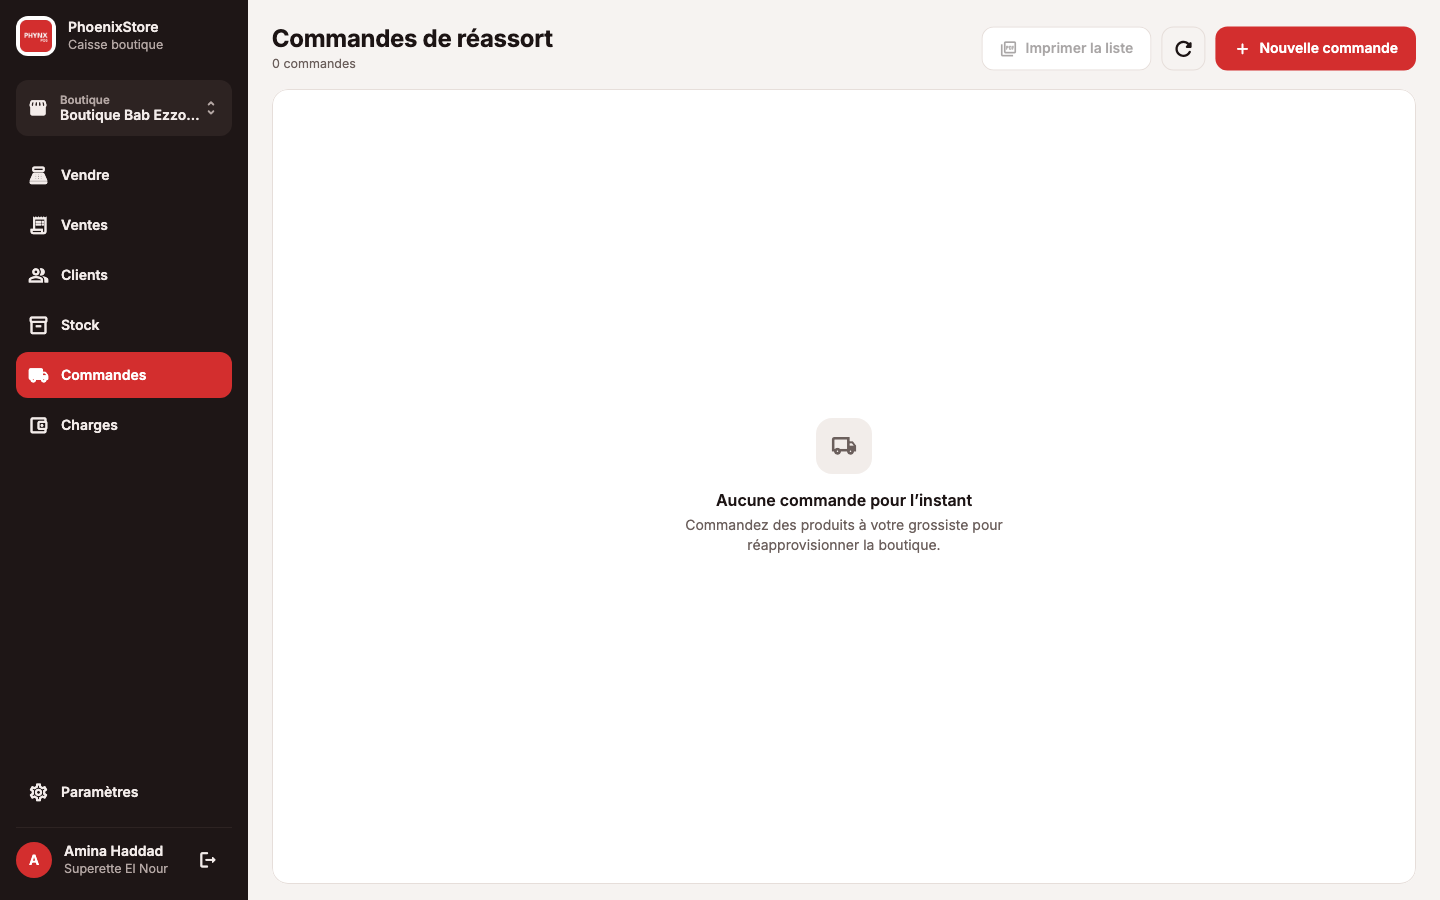 PHYNX
POS
PhoenixStore
Caisse boutique
Boutique
Boutique Bab Ezzo...
Vendre
Ventes
Clients
Stock
Commandes
Charges
Paramètres
A
Amina Haddad
Superette El Nour
Commandes de réassort
0 commandes
Imprimer la liste
Nouvelle commande
Aucune commande pour l’instant
Commandez des produits à votre grossiste pour
réapprovisionner la boutique.